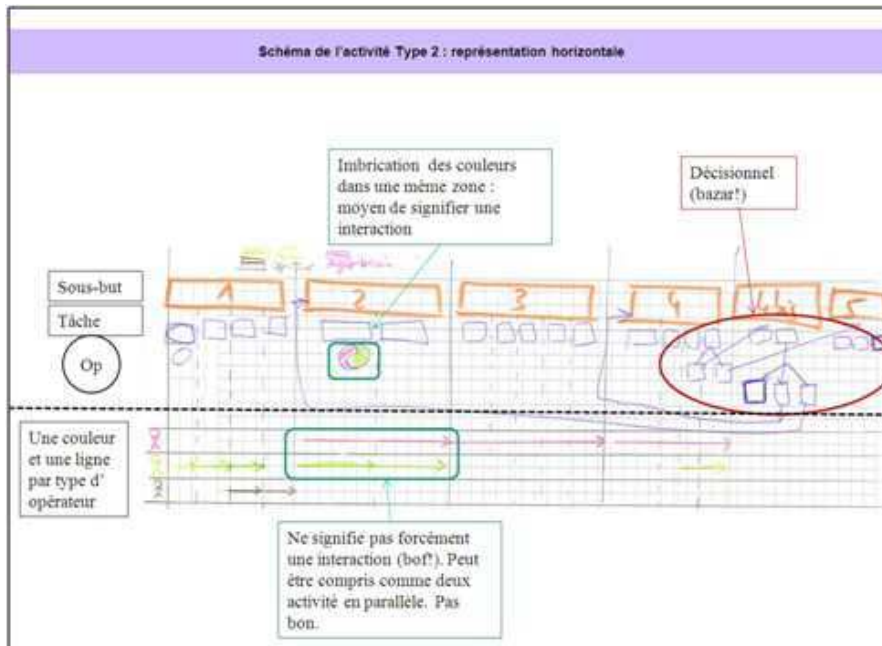 Schéma de l'activité Type 2 : représentation horizontale
Imbrication des couleurs
dans une même zone :
moyen de signifier une
interaction
Décisionnel
(bazar!)
Sous-but
1
2
3
4
5
Tâche
Op
Une couleur
et une ligne
par type d'
opérateur
Ne signifie pas forcément
une interaction (bof!). Peut
être compris comme deux
activité en parallèle. Pas
bon.